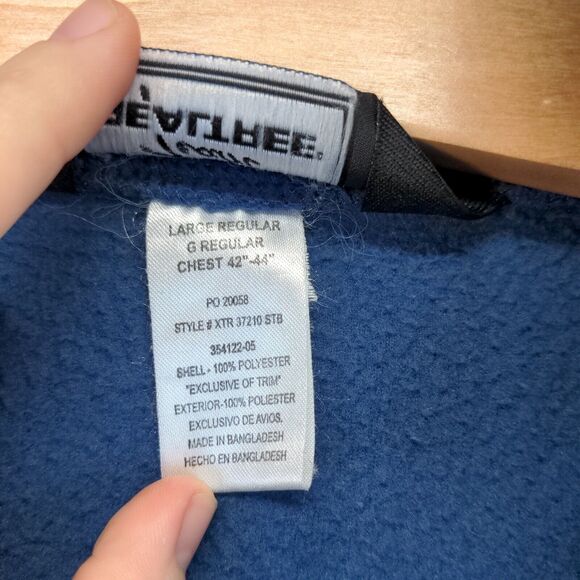 REALTREE.
LARGE REGULAR
G REGULAR
CHEST 42"-44"
PO 20058
STYLE # XTR 37210 STB
354122-05
SHELL - 100% POLYESTER
"EXCLUSIVE OF TRIM"
EXTERIOR-100% POLIESTER
EXCLUSIVO DE AVIOS.
MADE IN BANGLADESH
HECHO EN BANGLADESH